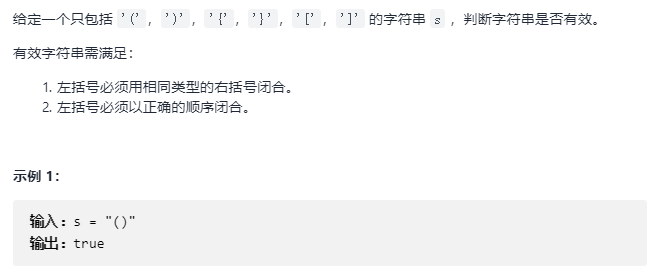 给定一个只包括 '('，')'，'{'，'}'，'['，']' 的字符串 s ，判断字符串是否有效。
有效字符串需满足：
1. 左括号必须用相同类型的右括号闭合。
2. 左括号必须以正确的顺序闭合。
示例 1：
输入：s = "()"
输出：true